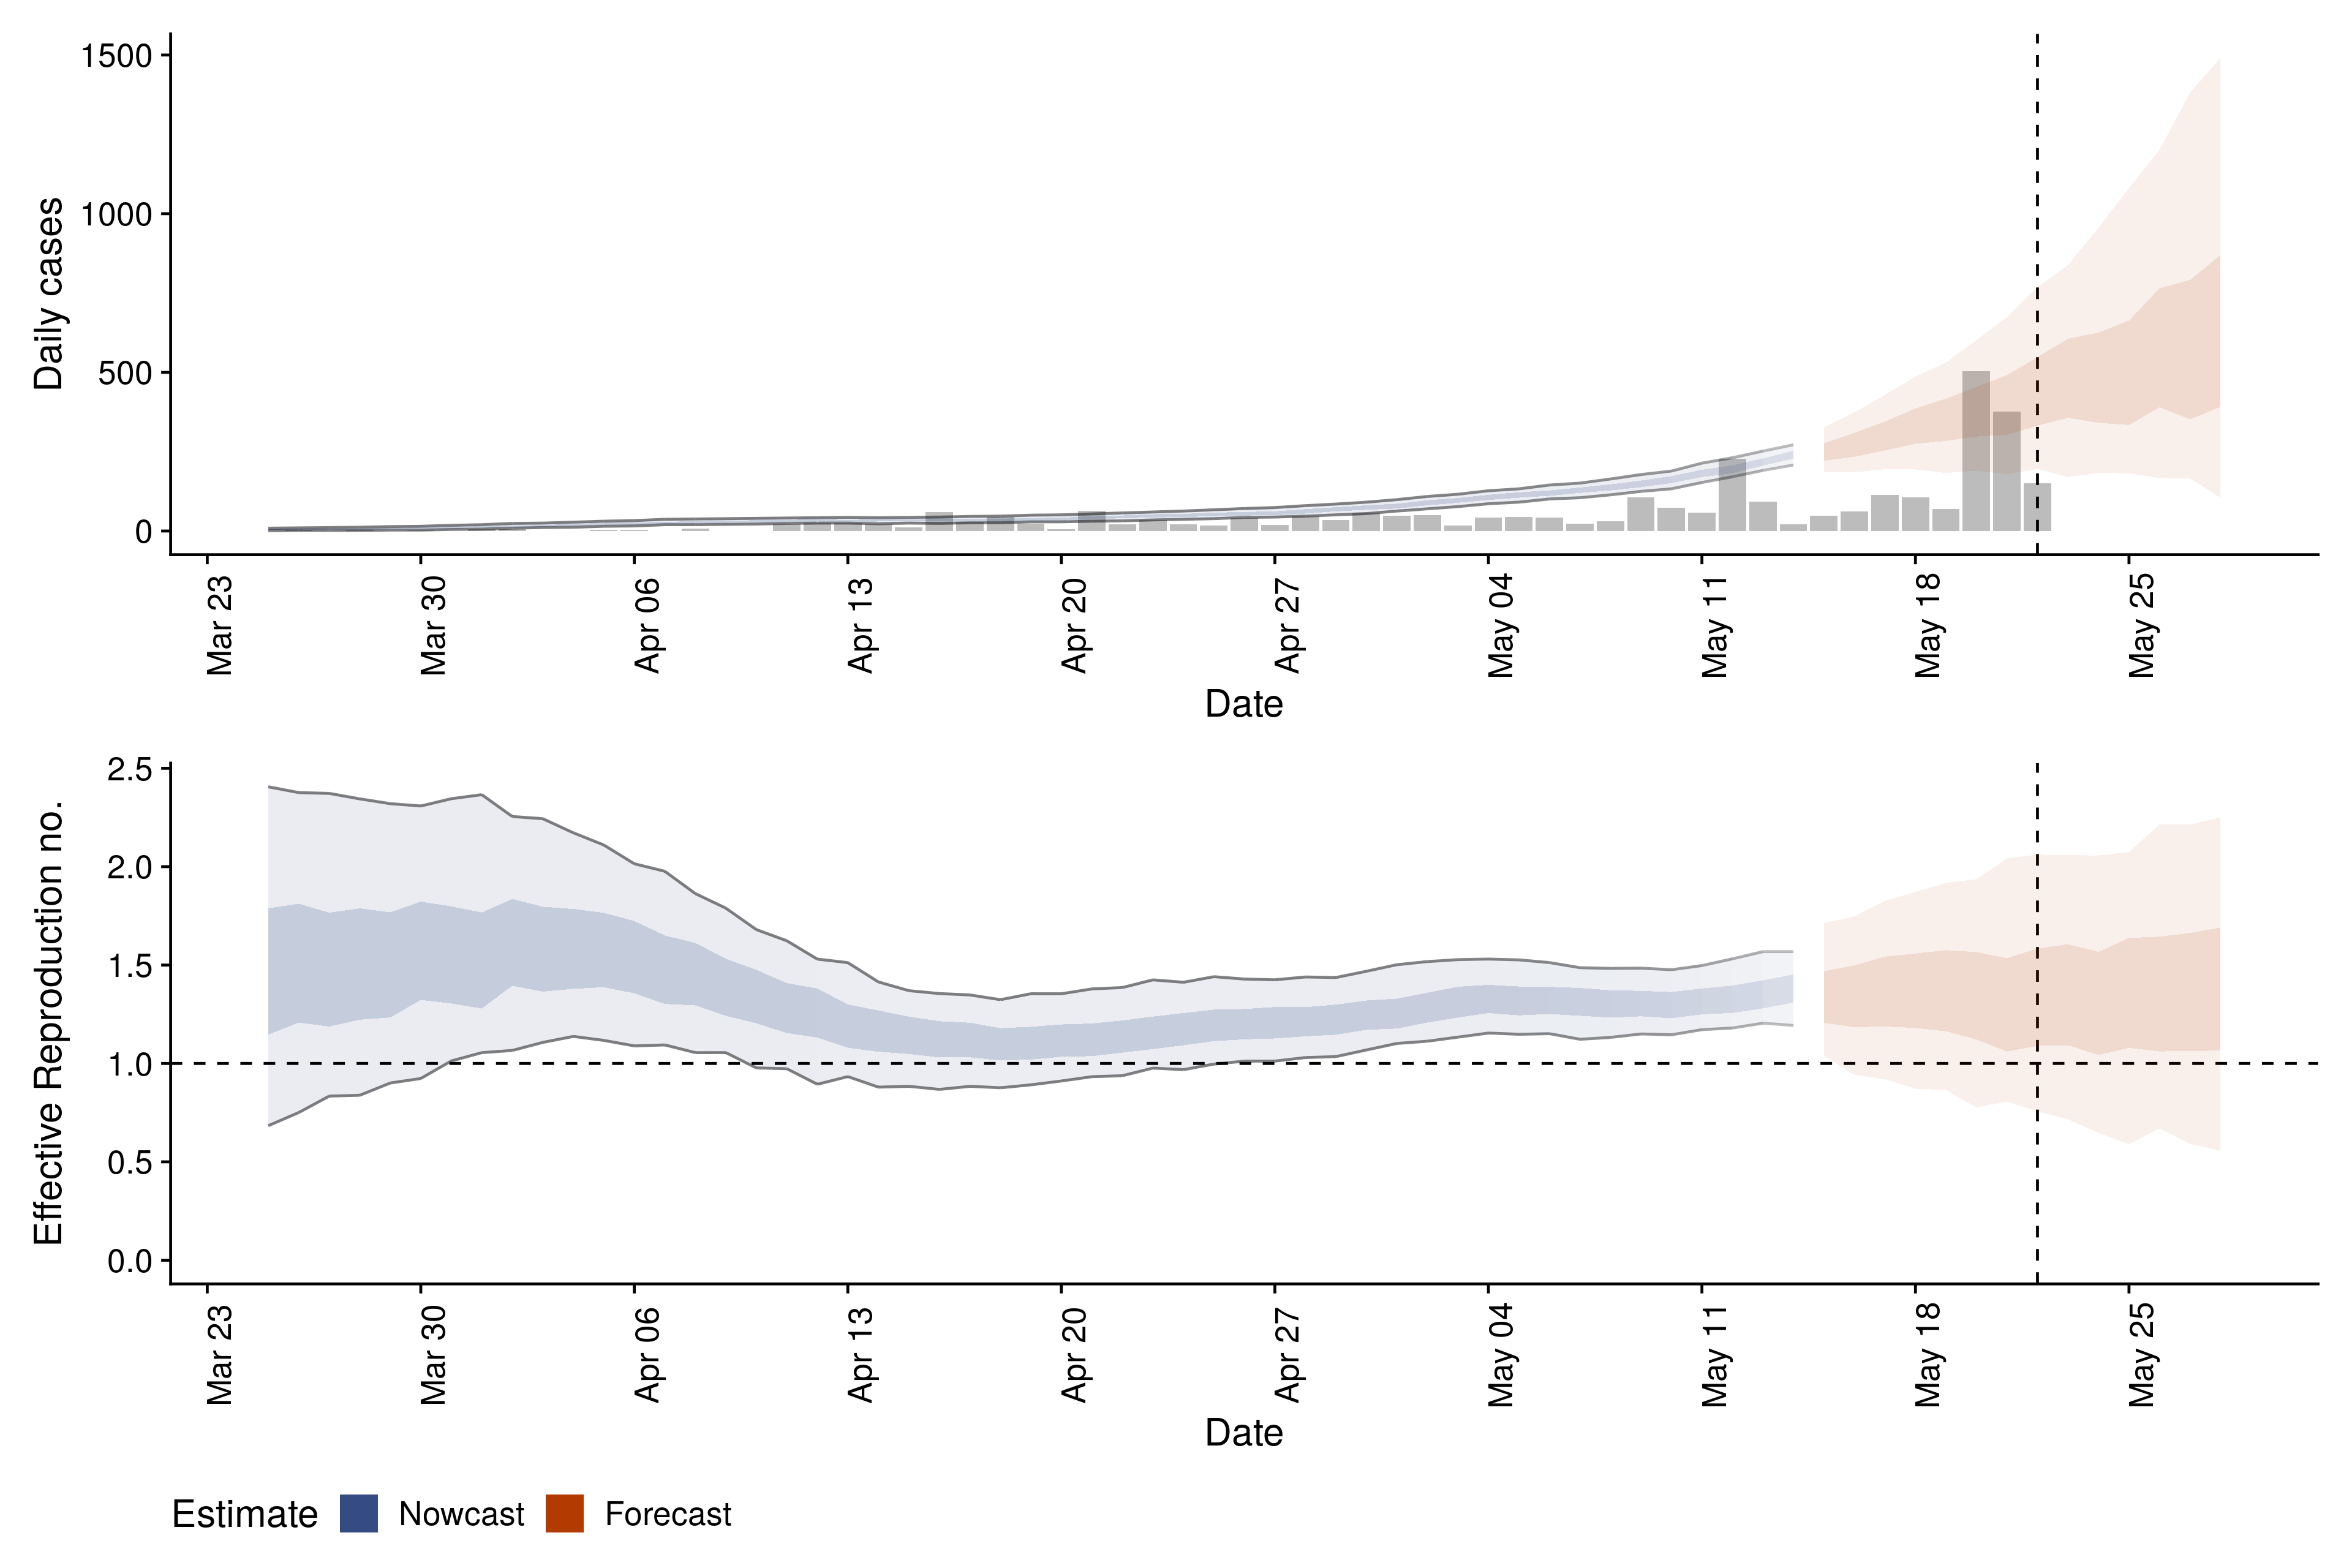 1500
1000
500
0
Daily cases
Mar 23
Mar 30
Apr 06
Apr 13
Apr 20
Apr 27
May 04
May 11
May 18
May 25
Date
2.5
2.0
1.5
1.0
0.5
0.0
Effective Reproduction no.
Mar 23
Mar 30
Apr 06
Apr 13
Apr 20
Apr 27
May 04
May 11
May 18
May 25
Date
Estimate Nowcast Forecast